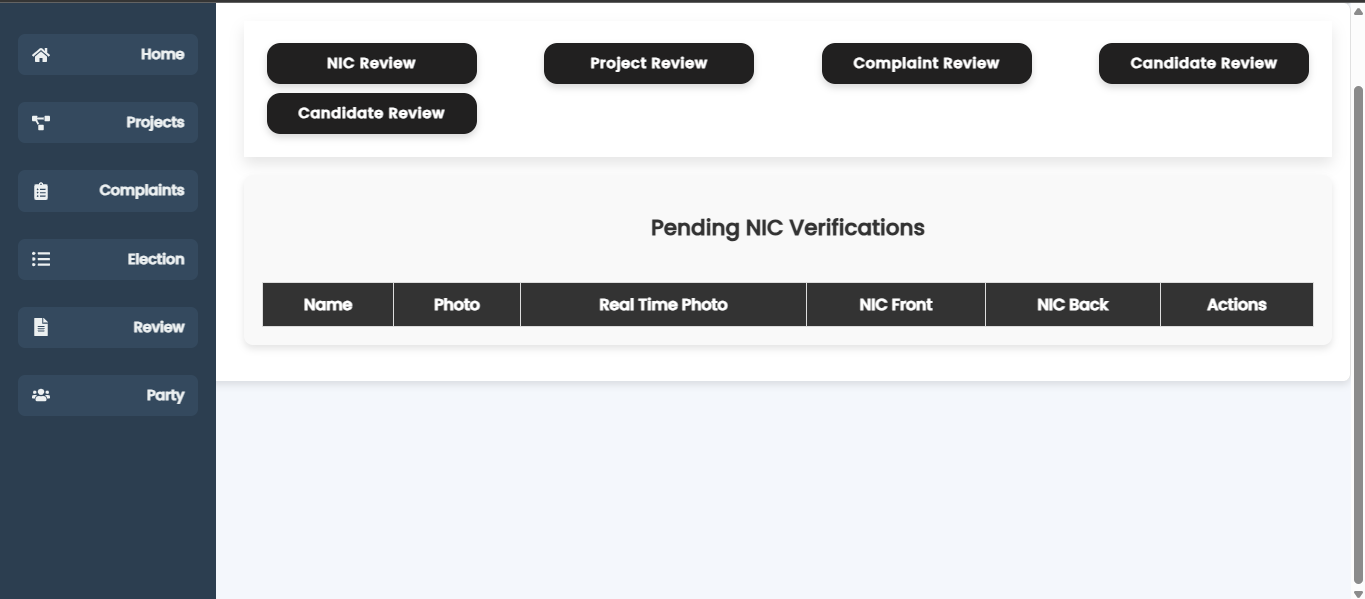 Home
Projects
Complaints
Election
Review
Party
NIC Review Project Review Complaint Review Candidate Review
Candidate Review
Pending NIC Verifications
Name Photo Real Time Photo NIC Front NIC Back Actions